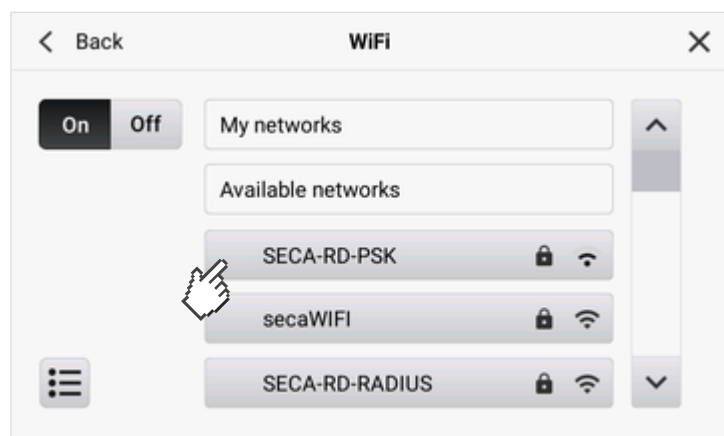 Back
WiFi
On
Off
My networks
Available networks
SECA-RD-PSK
secaWIFI
SECA-RD-RADIUS